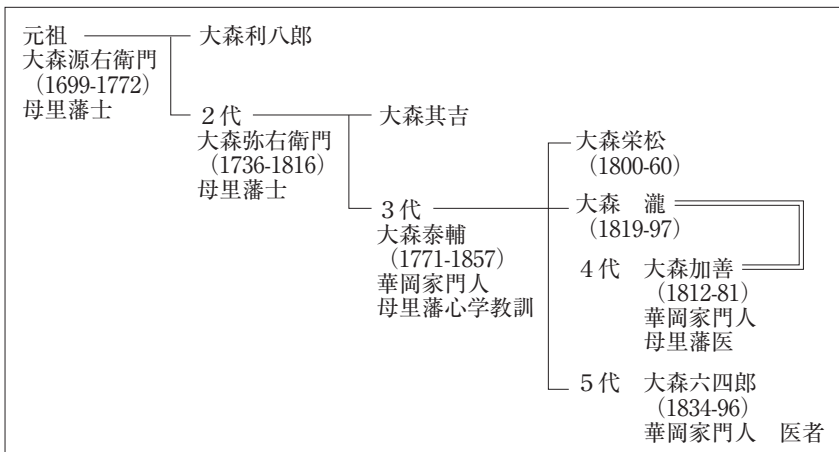 元祖
大森源右衛門
(1699-1772)
母里藩士
大森利八郎
2代
大森弥右衛門
(1736-1816)
母里藩士
大森其吉
3代
大森泰輔
(1771-1857)
華岡家門人
母里藩心学教訓
大森栄松
(1800-60)
大森 瀧
(1819-97)
4代 大森加善
(1812-81)
華岡家門人
母里藩医
5代 大森六四郎
(1834-96)
華岡家門人 医者